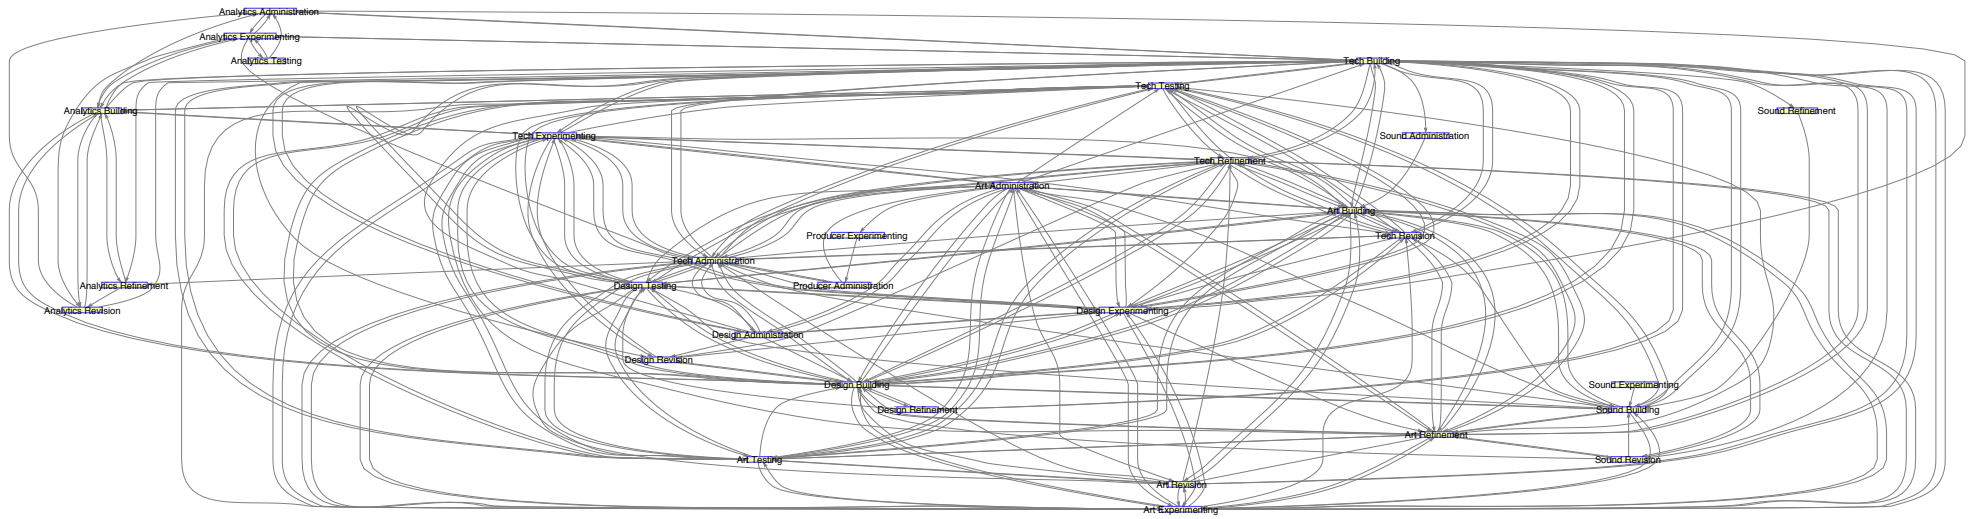 Analytics Administration
Analytics Experimenting
Analytics Testing
Tech Building
Tech Testing
Analytics Building
Sound Refinement
Tech Experimenting
Sound Administration
Tech Refinement
Art Administration
Art Building
Producer Experimenting
Tech Revision
Tech Administration
Analytics Refinement
Design Testing
Producer Administration
Analytics Revision
Design Experimenting
Design Administration
Design Revision
Design Building
Sound Experimenting
Design Refinement
Sound Building
Art Refinement
Art Testing
Sound Revision
Art Revision
Art Experimenting